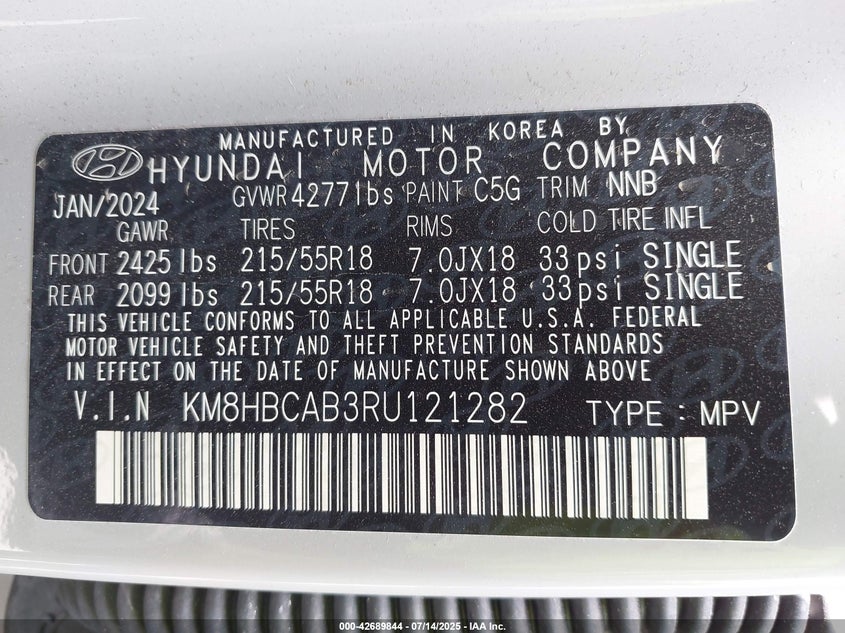 MANUFACTURED IN KOREA BY
HYUNDAI MOTOR COMPANY
JAN/2024 GVWR 4277lbs PAINT C5G TRIM NNB
GAWR TIRES RIMS COLD TIRE INFL
FRONT 2425 lbs 215/55R18 7.0JX18 33psi SINGLE
REAR 2099 lbs 215/55R18 7.0JX18 33psi SINGLE
THIS VEHICLE CONFORMS TO ALL APPLICABLE U.S.A. FEDERAL
MOTOR VEHICLE SAFETY AND THEFT PREVENTION STANDARDS
IN EFFECT ON THE DATE OF MANUFACTURE SHOWN ABOVE
V.I.N KM8HBCAB3RU121282 TYPE : MPV
000-42689844 - 07/14/2025 - IAA Inc.